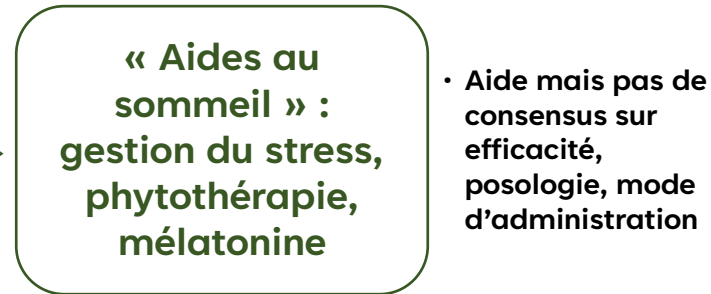 « Aides au
sommeil » :
gestion du stress,
phytothérapie,
mélatonine
• Aide mais pas de
consensus sur
efficacité,
posologie, mode
d’administration